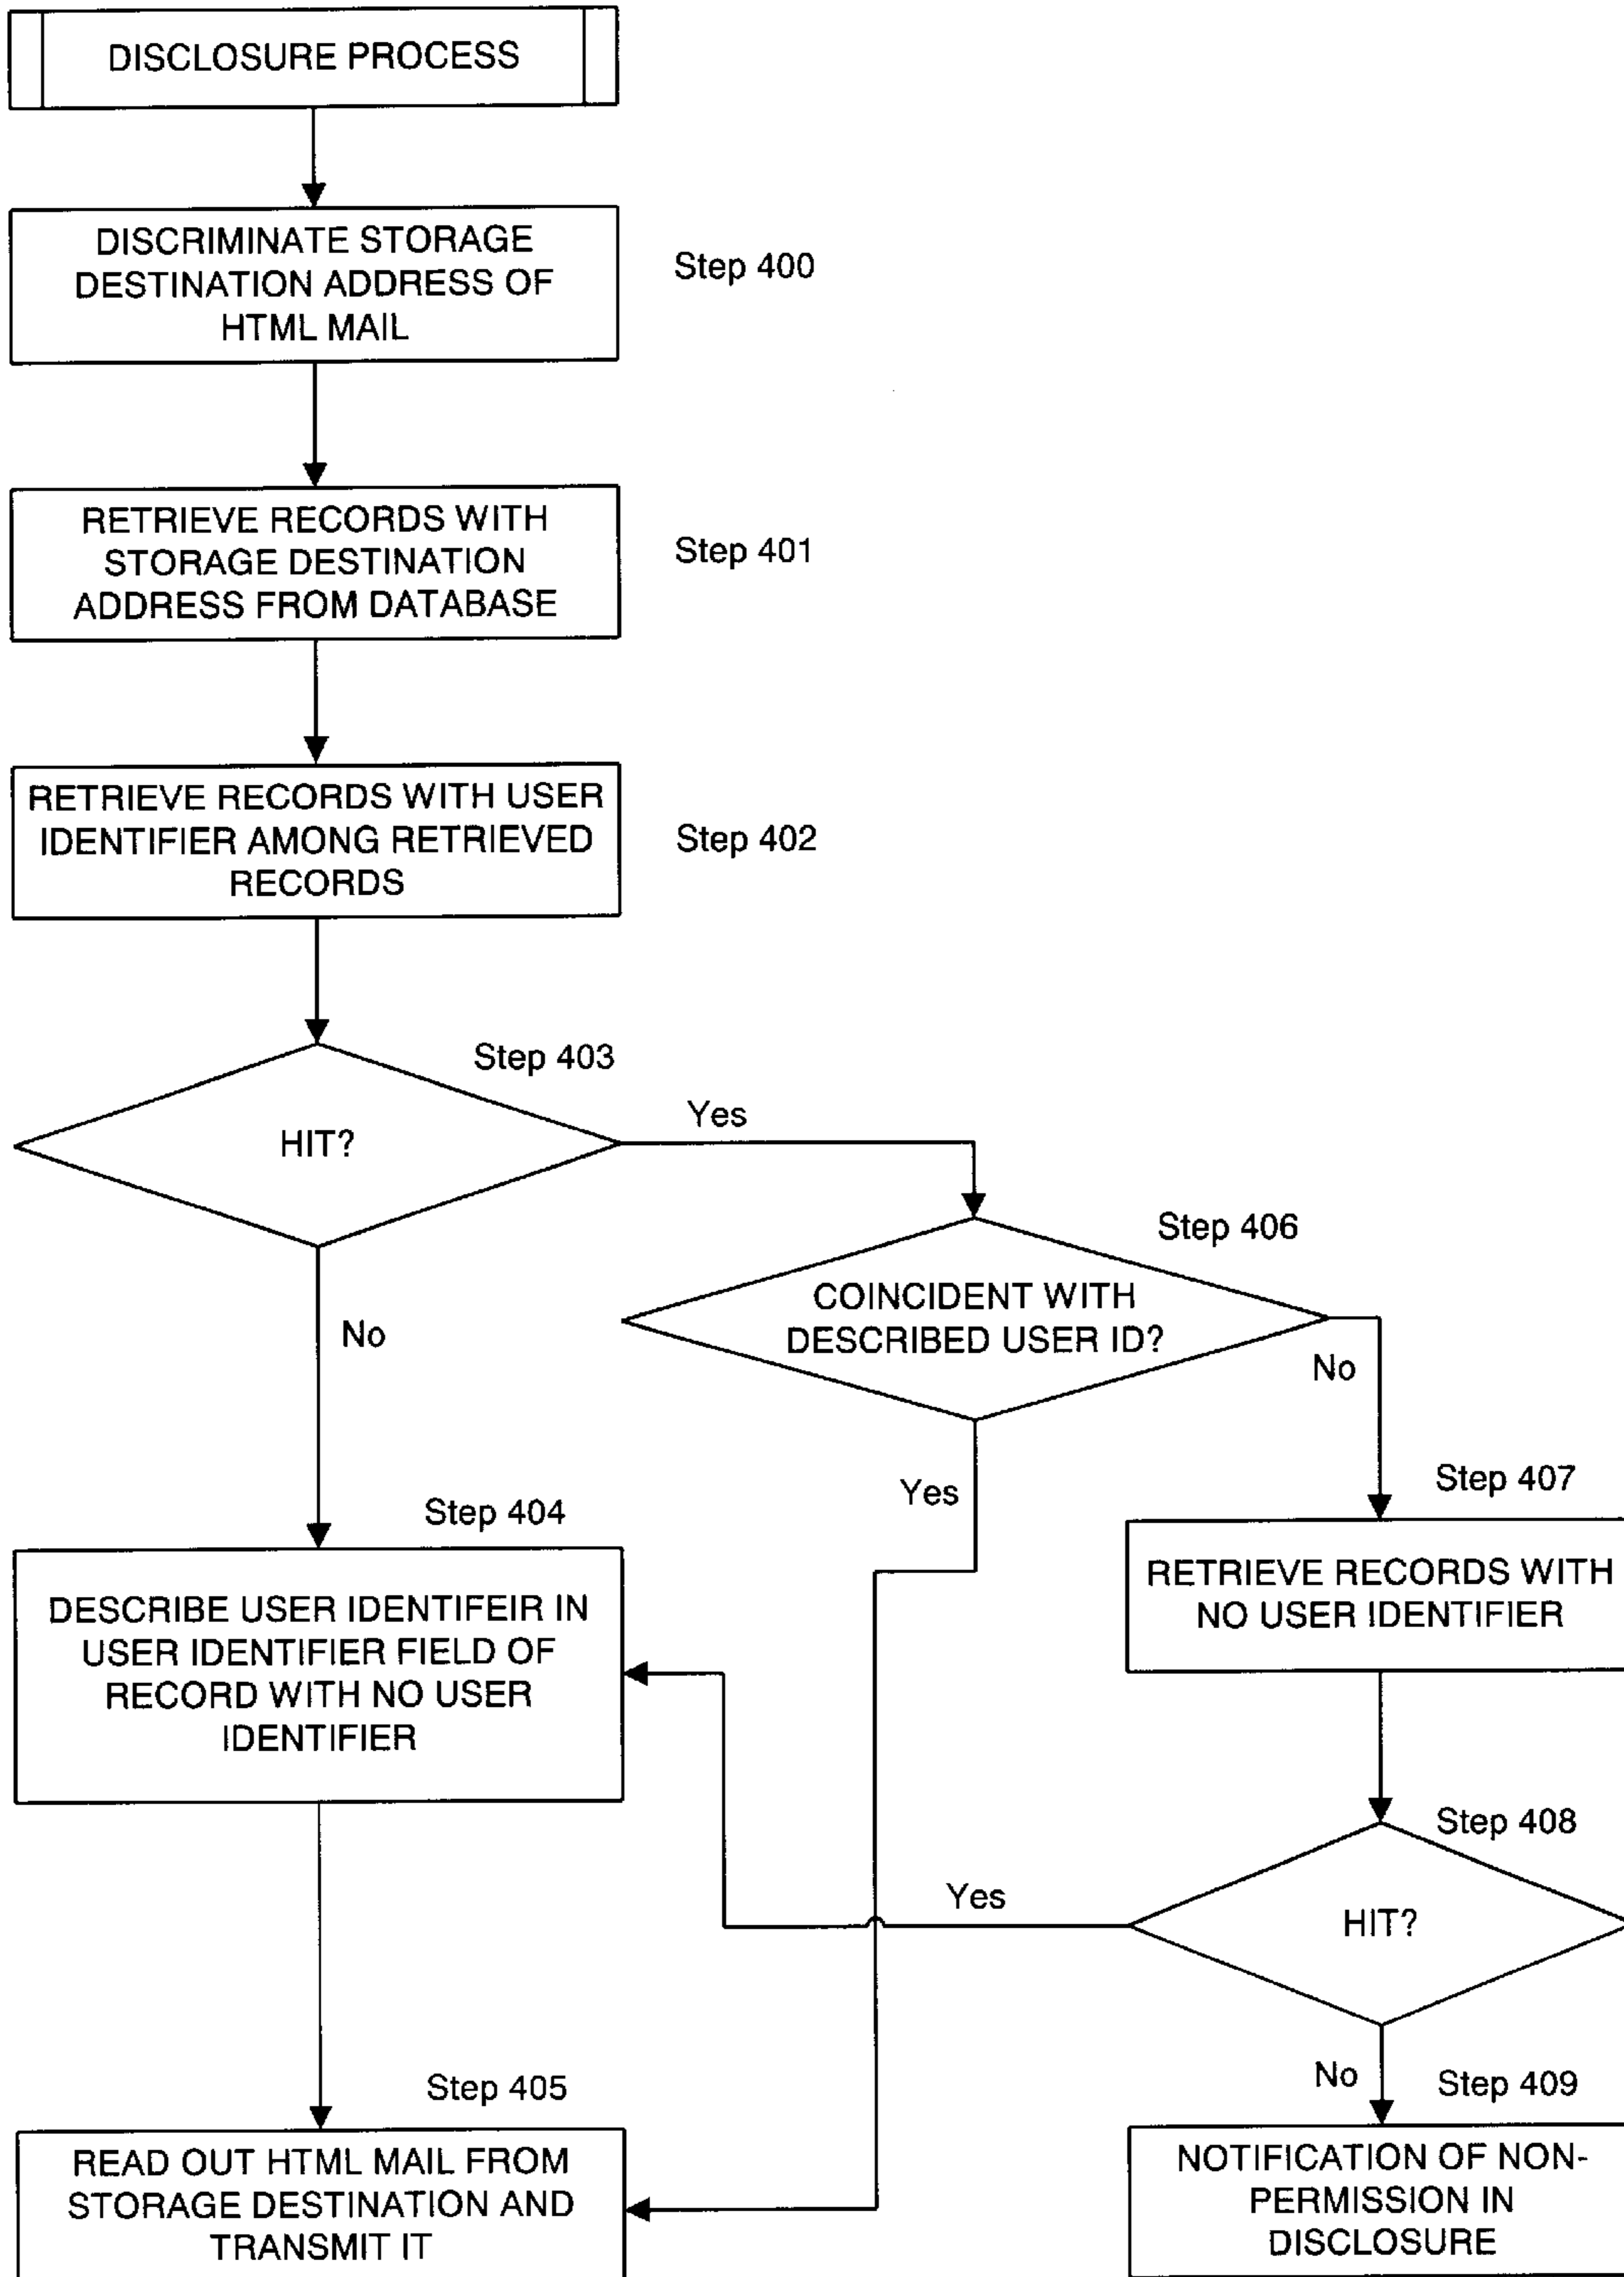 DISCLOSURE PROCESS
DISCRIMINATE STORAGE
DESTINATION ADDRESS OF
HTML MAIL
Step 400
RETRIEVE RECORDS WITH
STORAGE DESTINATION
ADDRESS FROM DATABASE
Step 401
RETRIEVE RECORDS WITH USER
IDENTIFIER AMONG RETRIEVED
RECORDS
Step 402
Step 403
HIT?
Yes
No
Step 406
COINCIDENT WITH
DESCRIBED USER ID?
No
Yes
Step 404
DESCRIBE USER IDENTIFEIR IN
USER IDENTIFIER FIELD OF
RECORD WITH NO USER
IDENTIFIER
Step 407
RETRIEVE RECORDS WITH
NO USER IDENTIFIER
Step 408
HIT?
Yes
No
Step 405
READ OUT HTML MAIL FROM
STORAGE DESTINATION AND
TRANSMIT IT
Step 409
NOTIFICATION OF NON-
PERMISSION IN
DISCLOSURE